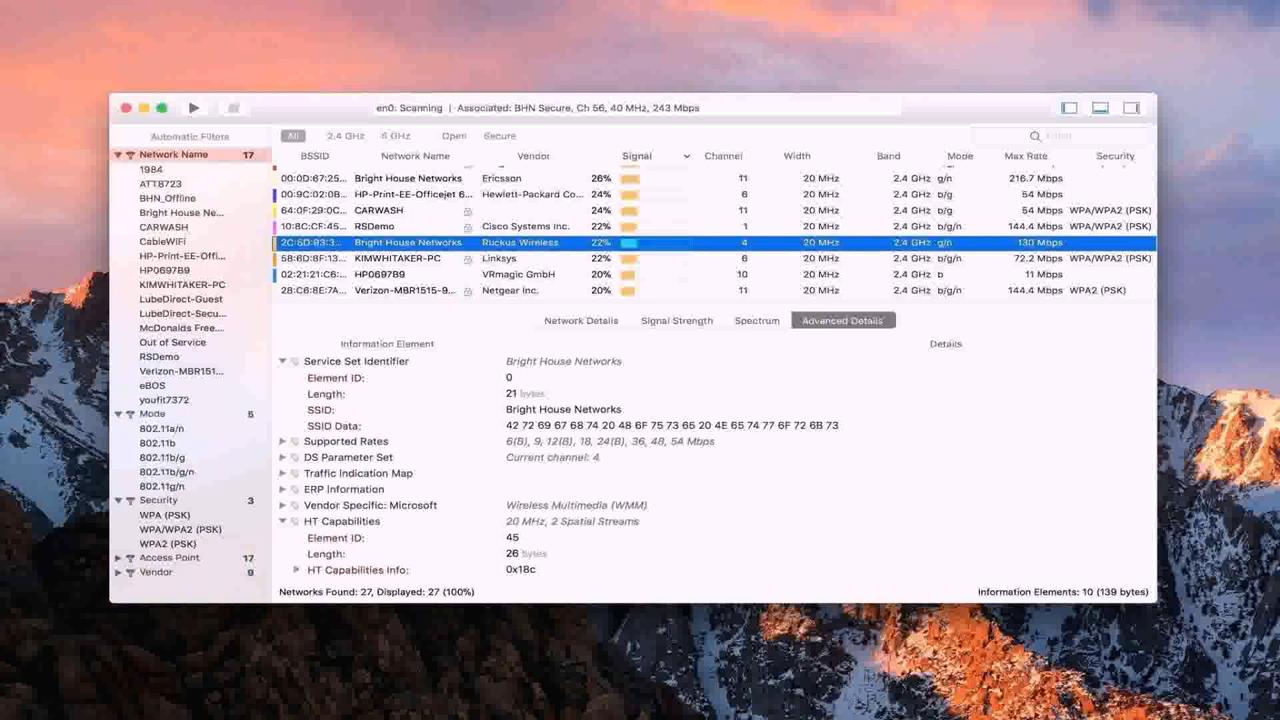 en0: Scanning | Associated: BHN Secure, Ch 56, 40 MHz, 243 Mbps
Automatic Filters All 2.4 GHz 5 GHz Open Secure
Network Name 17
1984
ATT8723
BHN_Offline
Bright House Ne...
CARWASH
CableWiFi
HP-Print-EE-Offi...
HP0697B9
KIMWHITAKER-PC
LubeDirect-Guest
LubeDirect-Secu...
McDonalds Free...
Out of Service
RSDemo
Verizon-MBR151...
eBOS
youfit7372
Mode 5
802.11a/n
802.11b
802.11b/g
802.11b/g/n
802.11g/n
Security 3
WPA (PSK)
WPA/WPA2 (PSK)
WPA2 (PSK)
Access Point 17
Vendor 9
BSSID Network Name Vendor Signal Channel Width Band Mode Max Rate Security
00:0D:67:25... Bright House Networks Ericsson 26% 11 20 MHz 2.4 GHz g/n 216.7 Mbps
00:9C:02:0B... HP-Print-EE-Officejet 6... Hewlett-Packard Co... 24% 6 20 MHz 2.4 GHz b/g 54 Mbps
64:0F:29:0C... CARWASH 24% 11 20 MHz 2.4 GHz b/g 54 Mbps WPA/WPA2 (PSK)
10:8C:CF:45... RSDemo Cisco Systems Inc. 22% 1 20 MHz 2.4 GHz b/g/n 144.4 Mbps WPA/WPA2 (PSK)
2C:5D:93:3... Bright House Networks Ruckus Wireless 22% 4 20 MHz 2.4 GHz g/n 130 Mbps
58:6D:8F:13... KIMWHITAKER-PC Linksys 22% 6 20 MHz 2.4 GHz b/g/n 72.2 Mbps WPA/WPA2 (PSK)
02:21:21:C6:... HP0697B9 VRmagic GmbH 20% 10 20 MHz 2.4 GHz b 11 Mbps
28:C6:8E:7A... Verizon-MBR1515-9... Netgear Inc. 20% 11 20 MHz 2.4 GHz b/g/n 144.4 Mbps WPA2 (PSK)
Network Details Signal Strength Spectrum Advanced Details
Information Element Details
Service Set Identifier Bright House Networks
Element ID: 0
Length: 21 bytes
SSID: Bright House Networks
SSID Data: 42 72 69 67 68 74 20 48 6F 75 73 65 20 4E 65 74 77 6F 72 6B 73
Supported Rates 6(B), 9, 12(B), 18, 24(B), 36, 48, 54 Mbps
DS Parameter Set Current channel: 4
Traffic Indication Map
ERP Information
Vendor Specific: Microsoft Wireless Multimedia (WMM)
HT Capabilities 20 MHz, 2 Spatial Streams
Element ID: 45
Length: 26 bytes
HT Capabilities Info: 0x18c
Networks Found: 27, Displayed: 27 (100%) Information Elements: 10 (139 bytes)